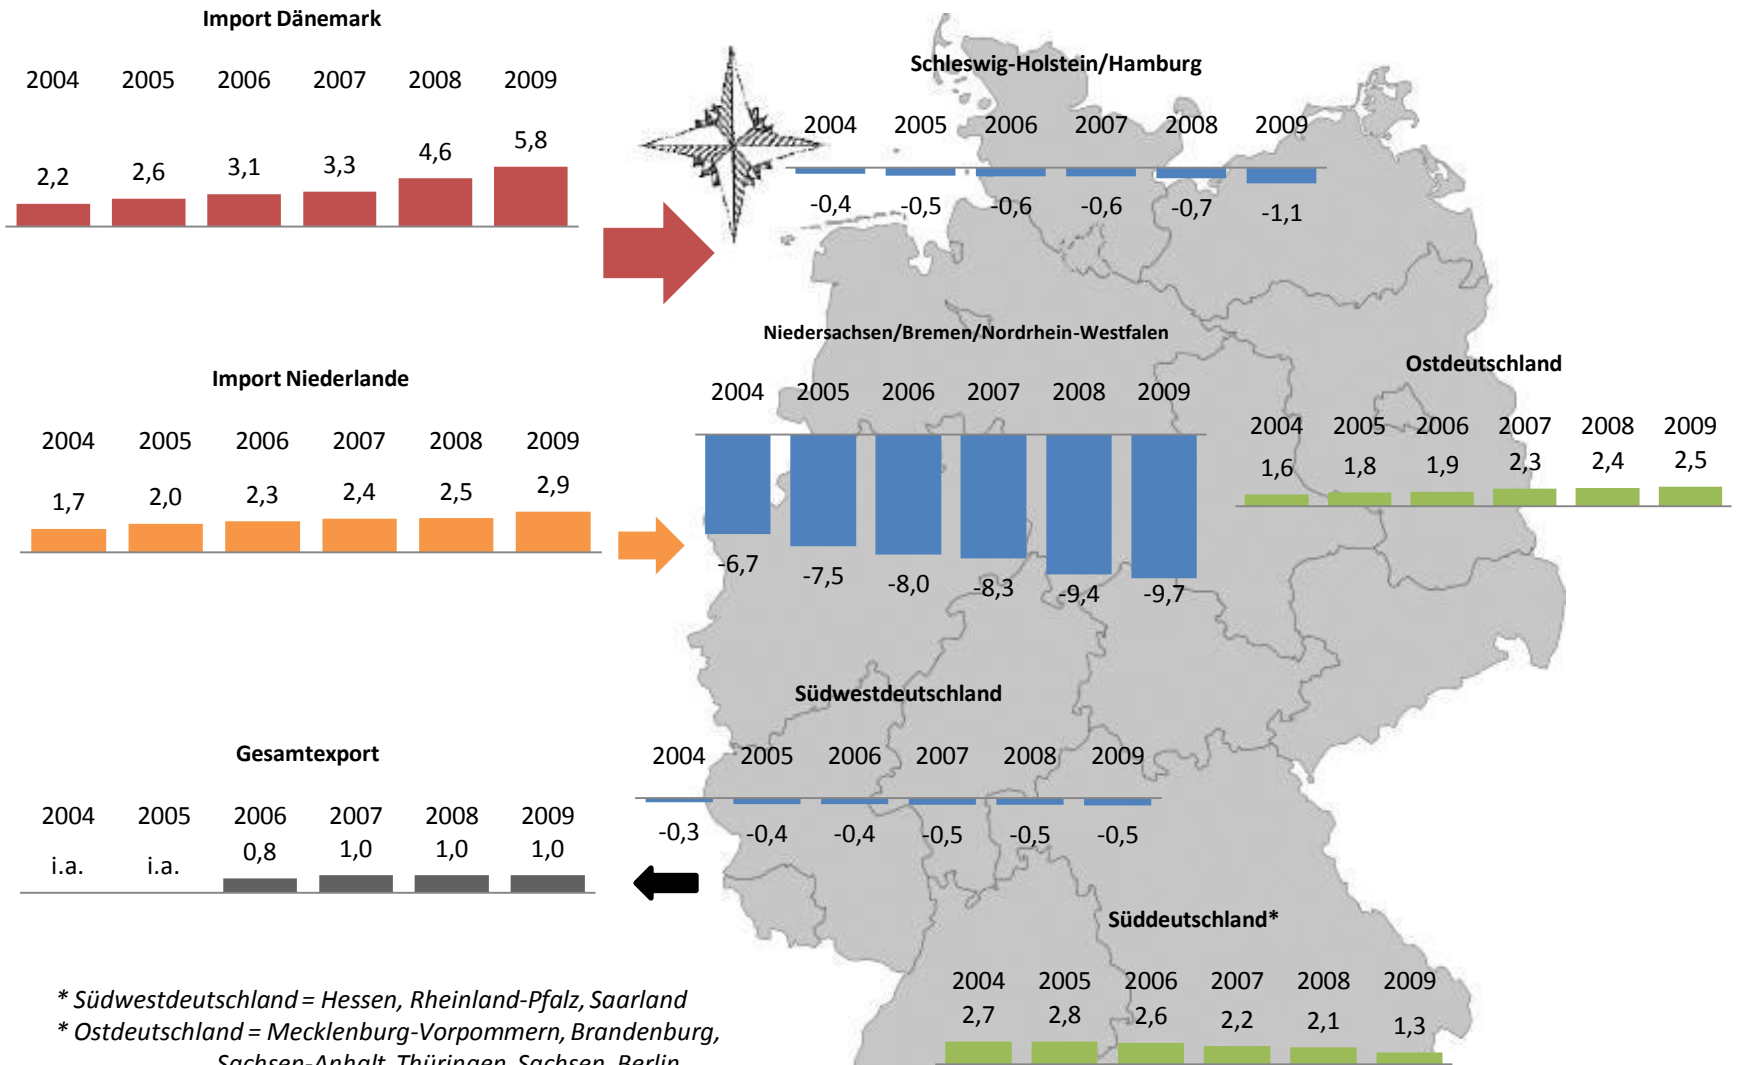 Import Dänemark
2004 2005 2006 2007 2008 2009
2,2 2,6 3,1 3,3 4,6 5,8
Schleswig-Holstein/Hamburg
2004 2005 2006 2007 2008 2009
-0,4 -0,5 -0,6 -0,6 -0,7 -1,1
Niedersachsen/Bremen/Nordrhein-Westfalen
2004 2005 2006 2007 2008 2009
-6,7 -7,5 -8,0 -8,3 -9,4 -9,7
Ostdeutschland
2004 2005 2006 2007 2008 2009
1,6 1,8 1,9 2,3 2,4 2,5
Import Niederlande
2004 2005 2006 2007 2008 2009
1,7 2,0 2,3 2,4 2,5 2,9
Südwestdeutschland
2004 2005 2006 2007 2008 2009
-0,3 -0,4 -0,4 -0,5 -0,5 -0,5
Gesamtexport
2004 2005 2006 2007 2008 2009
i.a. i.a. 0,8 1,0 1,0 1,0
Süddeutschland*
2004 2005 2006 2007 2008 2009
2,7 2,8 2,6 2,2 2,1 1,3
* Südwestdeutschland = Hessen, Rheinland-Pfalz, Saarland
* Ostdeutschland = Mecklenburg-Vorpommern, Brandenburg,
Sachsen-Anhalt, Thüringen, Sachsen, Berlin